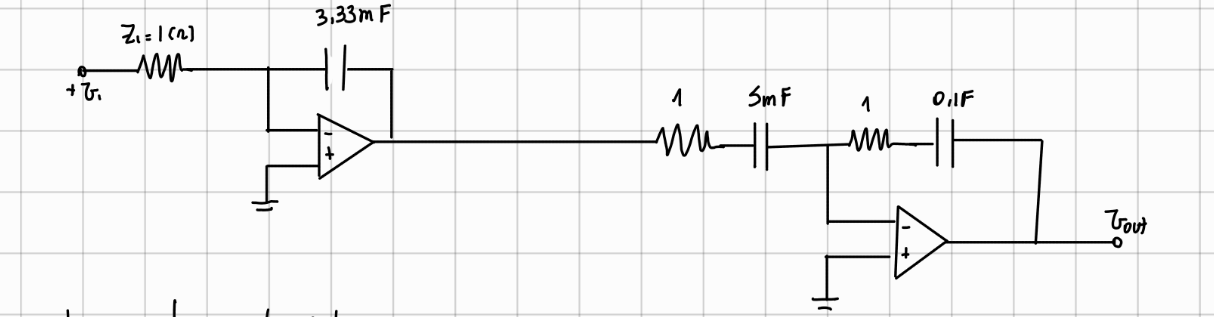 3,33mF
Z₁=1(Ω)
+ v₁
-
+
1
5mF
1
0,1F
-
+
Vout